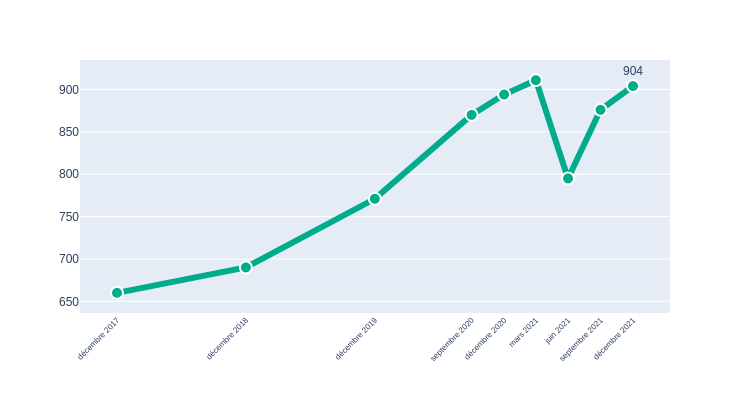 904
900
850
800
750
700
650
décembre 2017
décembre 2018
décembre 2019
septembre 2020
décembre 2020
mars 2021
juin 2021
septembre 2021
décembre 2021